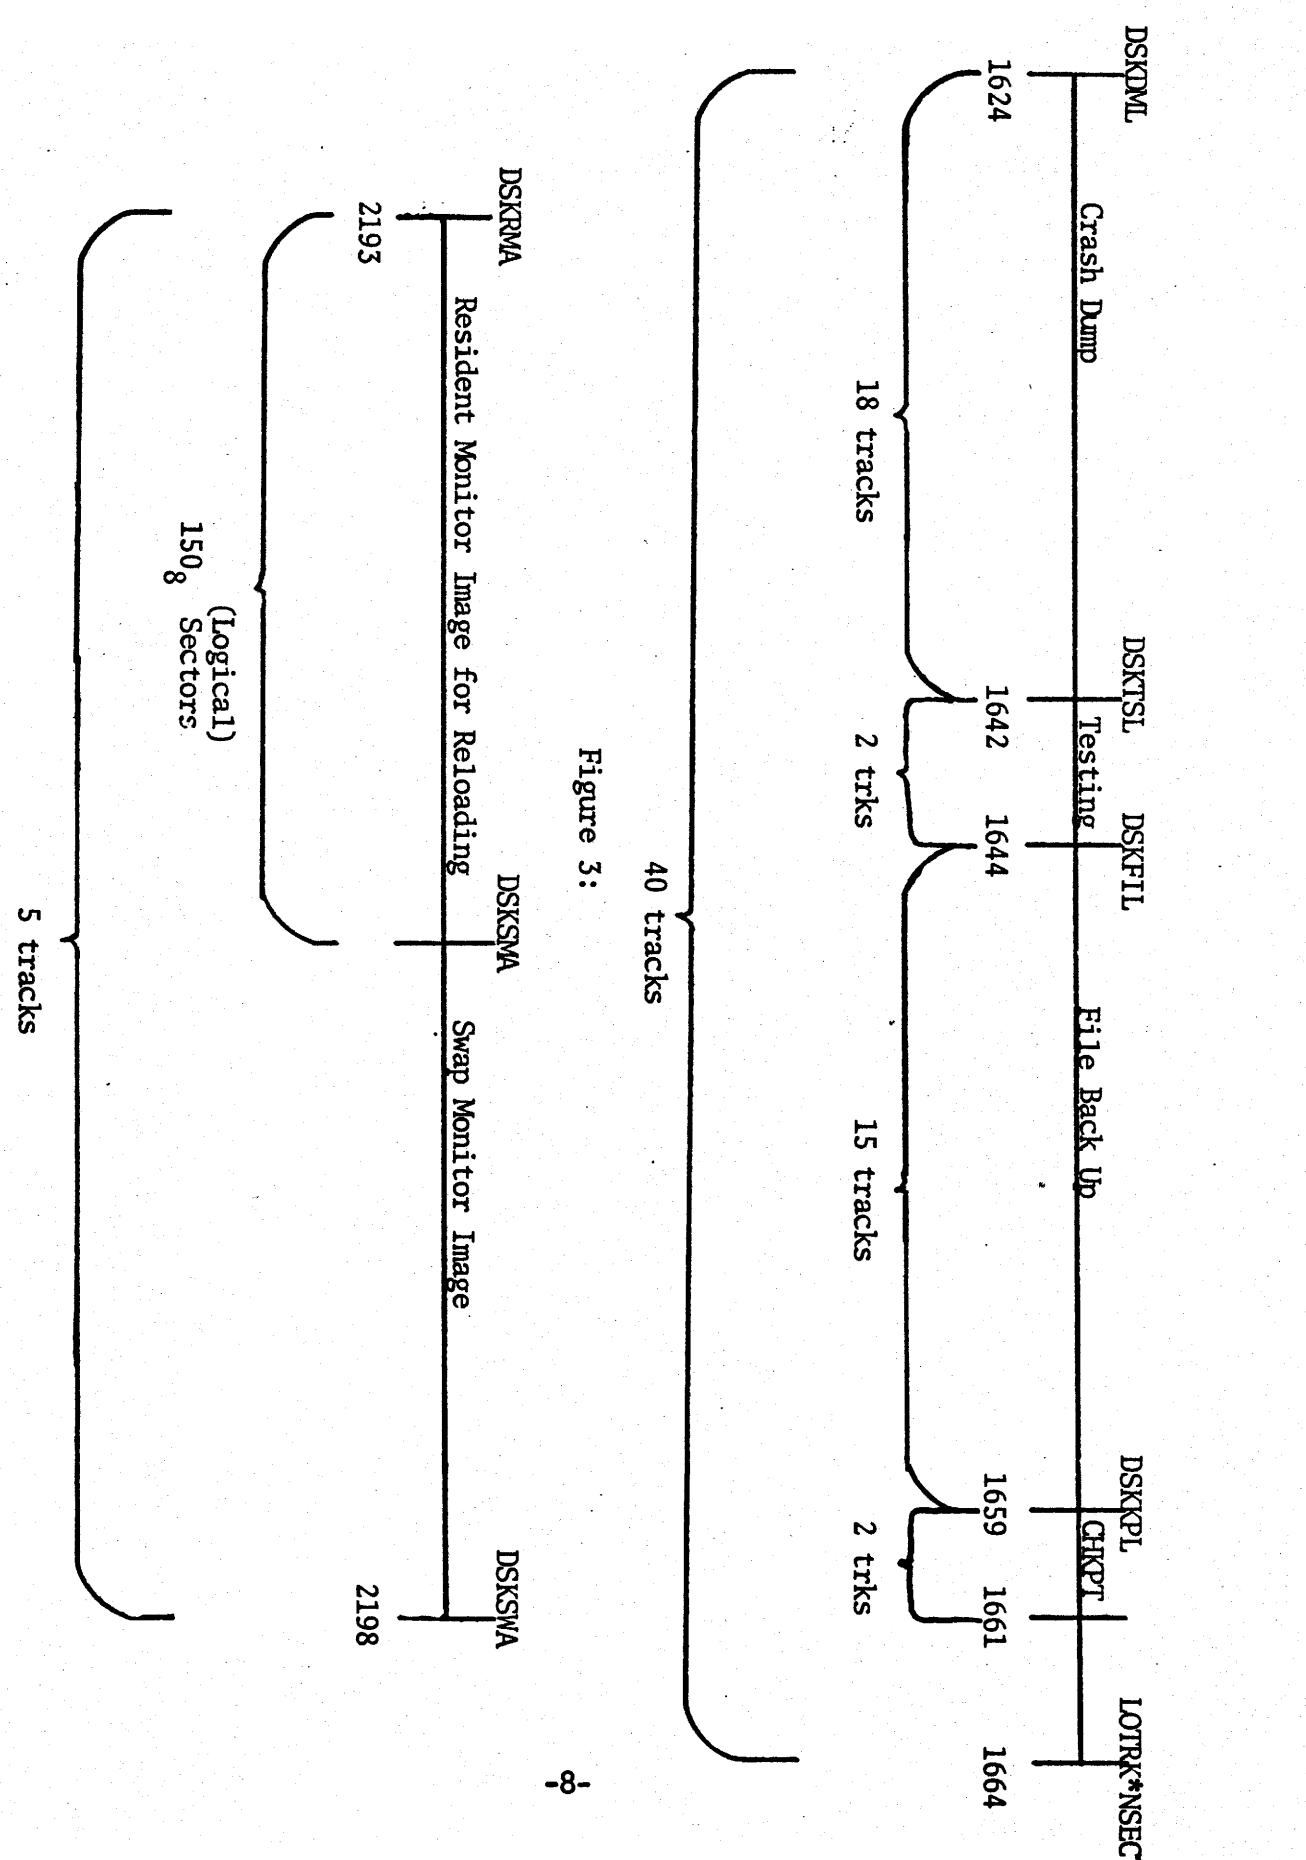 DSKDML DSKTSL DSKFIL DSKKPL LOTRK*NSEC
Crash Dump Testing File Back Up CHKPT
1624 1642 1644 1659 1661 1664
18 tracks 2 trks 15 tracks 2 trks
40 tracks
Figure 3:
DSKRMA DSKSMA DSKSWA
Resident Monitor Image for Reloading Swap Monitor Image
2193 2198
(Logical)
150₈ Sectors
5 tracks
-8-